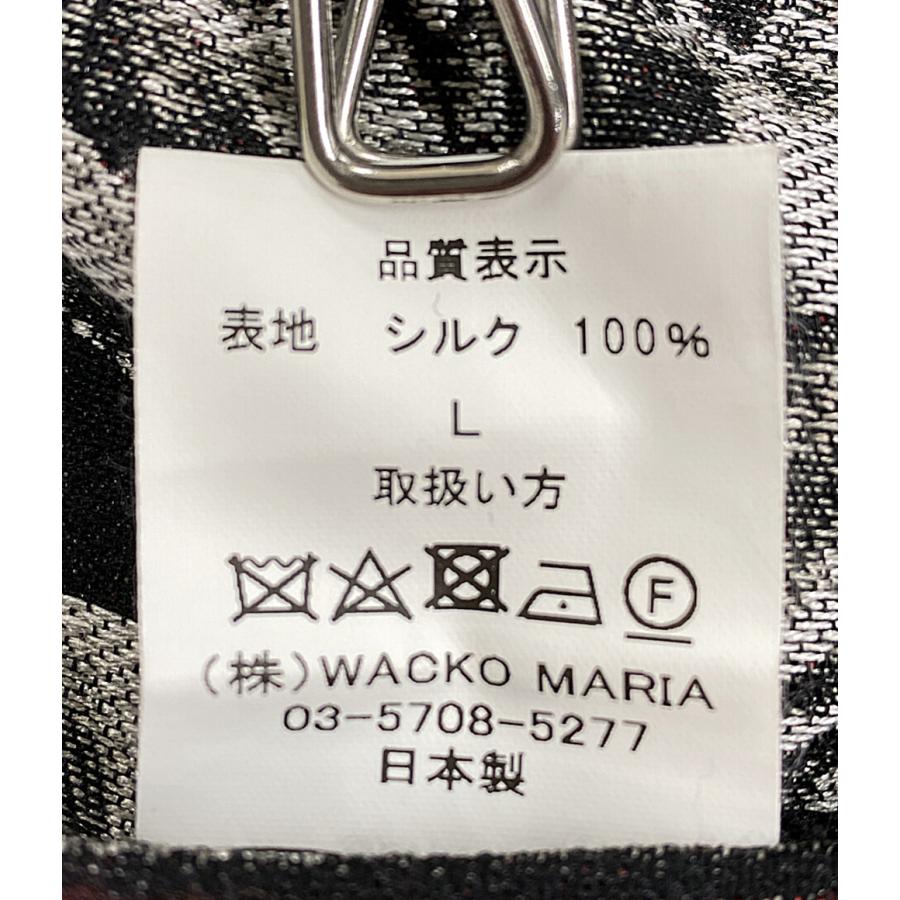 品質表示
表地 シルク 100%
L
取扱い方
F
(株)WACKO MARIA
03-5708-5277
日本製